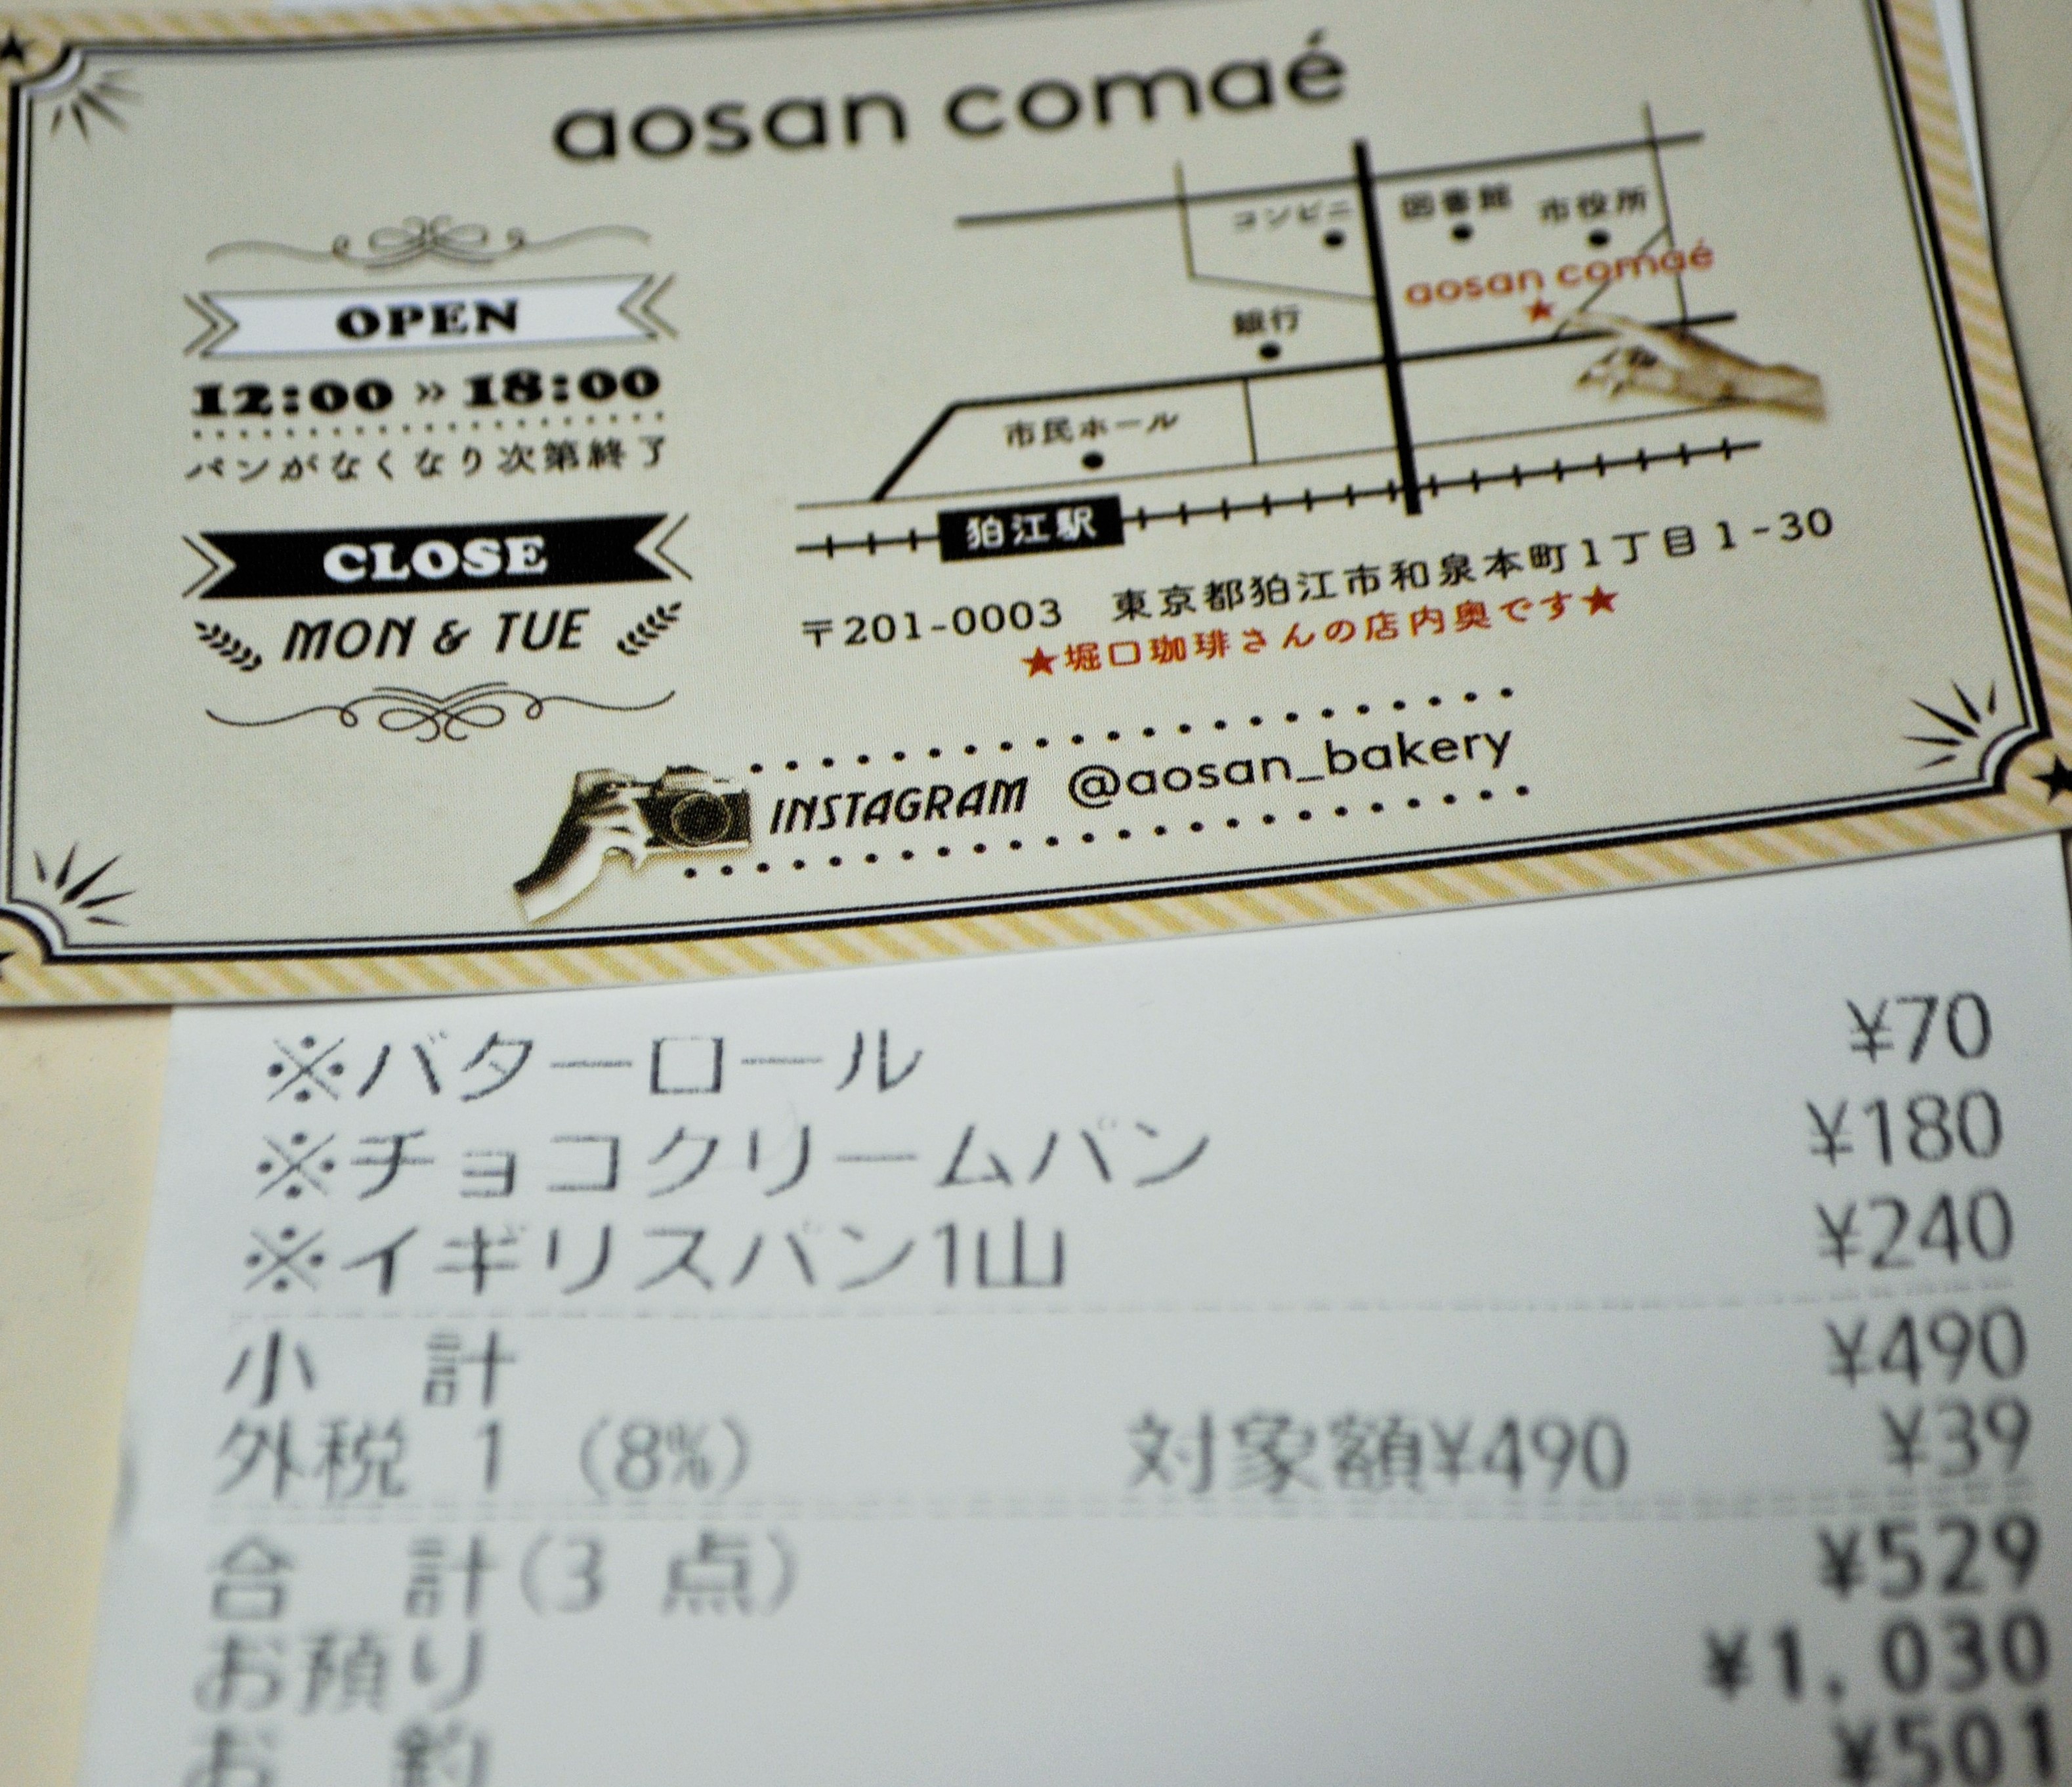 aosan comaé
OPEN
12:00 » 18:00
パンがなくなり次第終了
CLOSE
MON & TUE
コンビニ
図書館
市役所
aosan comaé
銀行
市民ホール
狛江駅
〒201-0003 東京都狛江市和泉本町1丁目1-30
★堀口珈琲さんの店内奥です★
INSTAGRAM @aosan_bakery
※バターロール ¥70
※チョコクリームパン ¥180
※イギリスパン1山 ¥240
小 計 ¥490
外税 1 (8%) 対象額¥490 ¥39
合 計(3 点) ¥529
お預り ¥1,030
お 釣 ¥501